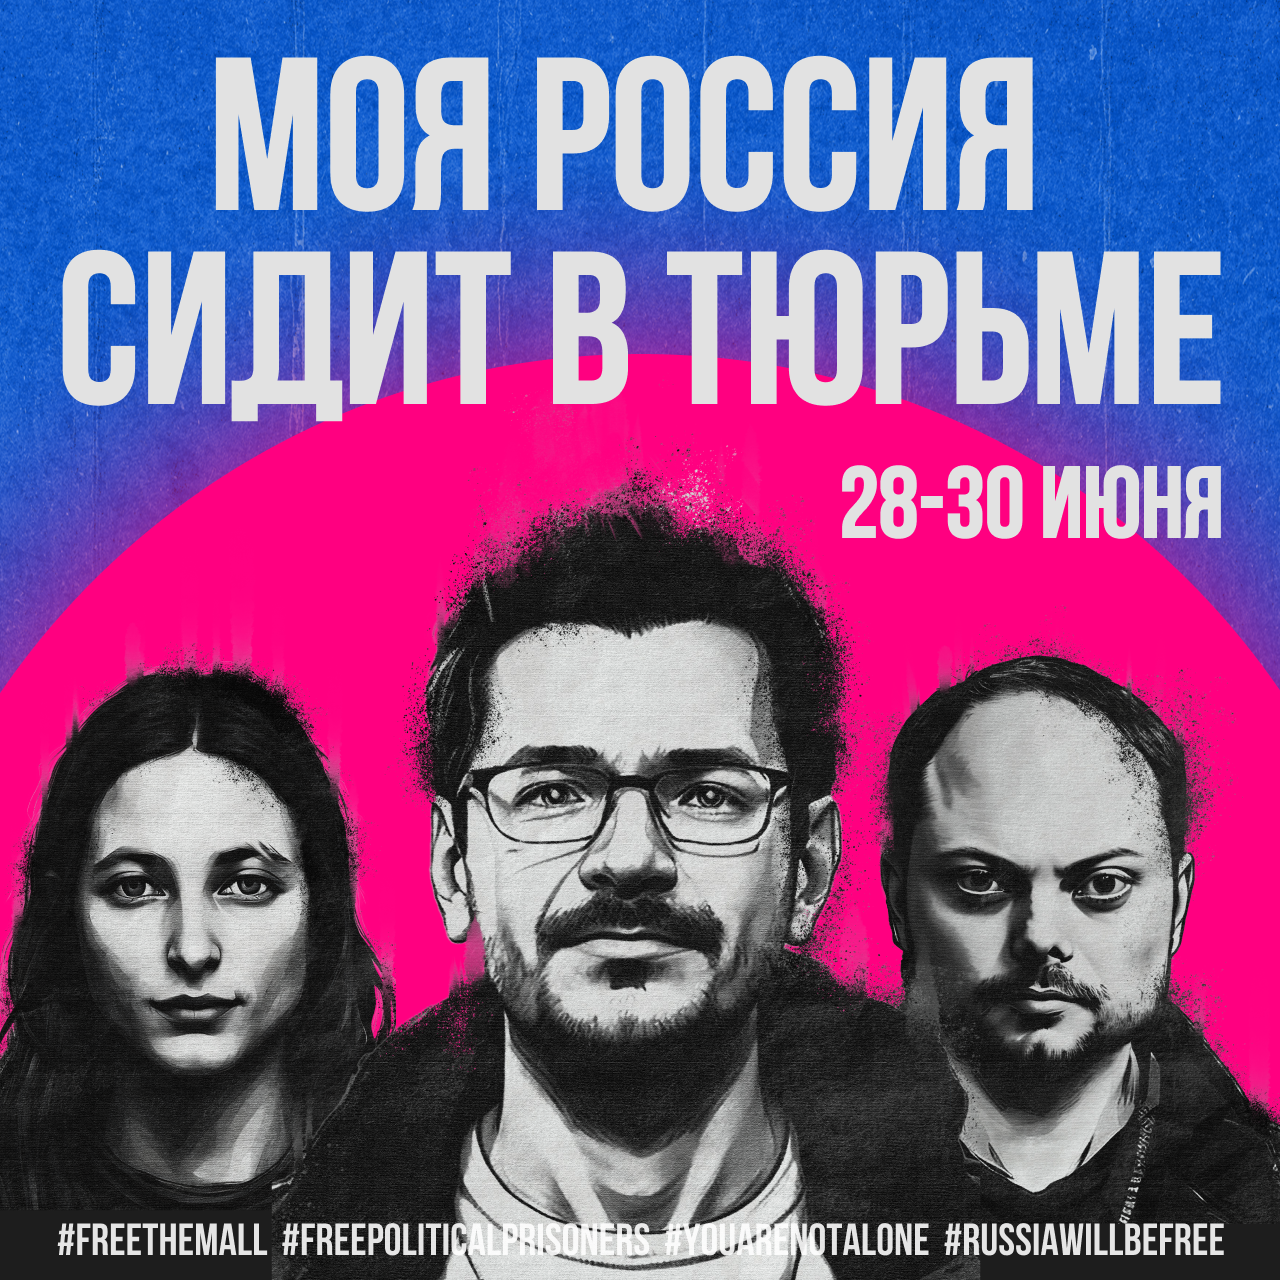 МОЯ РОССИЯ
СИДИТ В ТЮРЬМЕ
28-30 ИЮНЯ
#FREETHEMALL #FREEPOLITICALPRISONERS #YOUARENOTALONE #RUSSIAWILLBEFREE